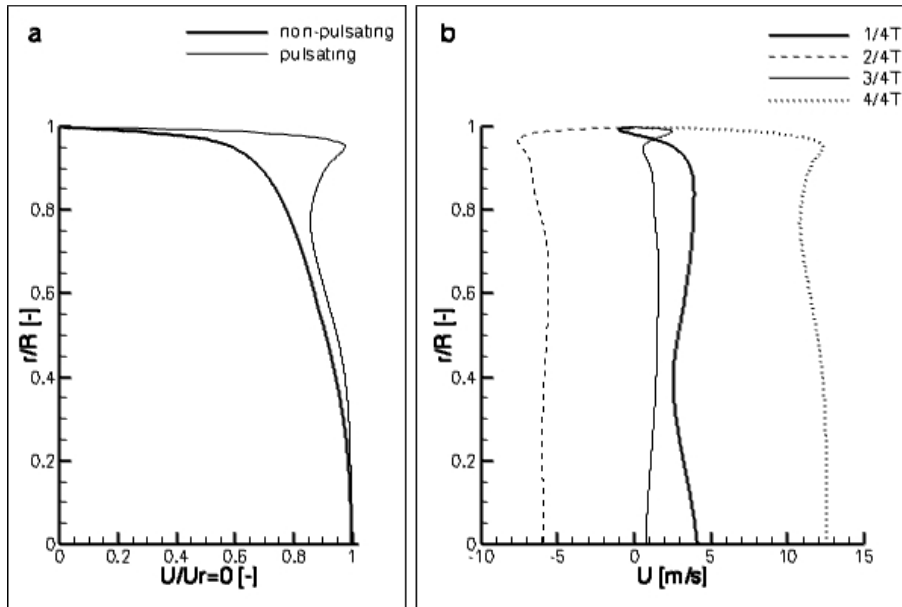 a
non-pulsating
pulsating
r/R [-]
1
0.8
0.6
0.4
0.2
0
0 0.2 0.4 0.6 0.8 1
U/Ur=0 [-]
b
1/4T
2/4T
3/4T
4/4T
r/R [-]
1
0.8
0.6
0.4
0.2
0
-10 -5 0 5 10 15
U [m/s]